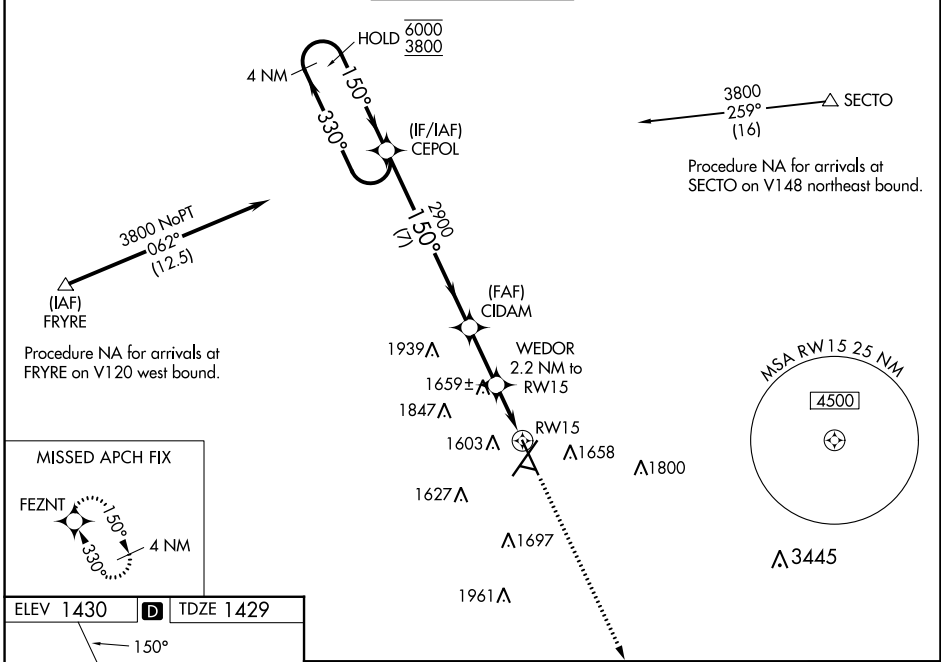 HOLD 6000
3800
4 NM
150°
330°
(IF/IAF)
CEPOL
3800
259°
(16)
SECTO
Procedure NA for arrivals at
SECTO on V148 northeast bound.
3800 NoPT
062°
(12.5)
(IAF)
FRYRE
Procedure NA for arrivals at
FRYRE on V120 west bound.
2900
150°
(7)
(FAF)
CIDAM
1939
WEDOR
2.2 NM to
RW15
1659±
1847
RW15
1603
1658
1800
1627
1697
1961
MSA RW15 25 NM
4500
3445
MISSED APCH FIX
FEZNT
150°
330°
4 NM
ELEV 1430 D TDZE 1429
150°